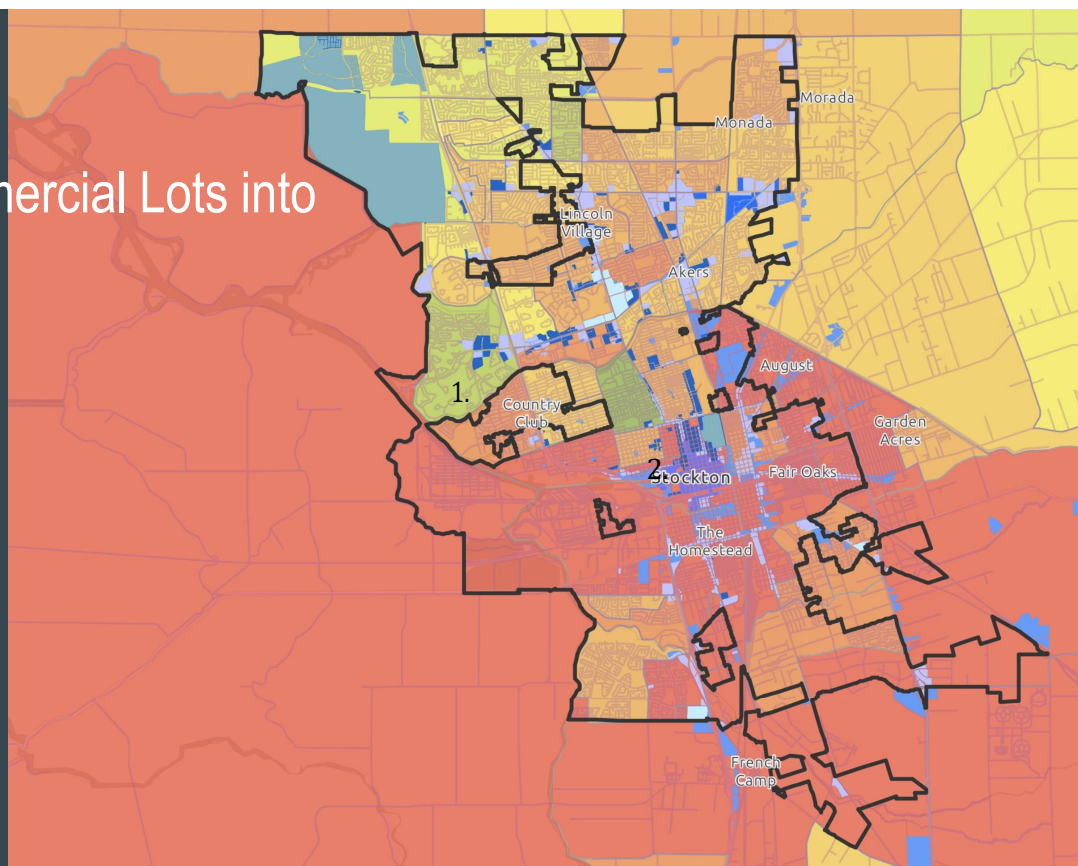 Morada
Monada
mercial Lots into
Lincoln
Village
Akers
August
1.
Country
Club
Garden
Acres
2.
Stockton
Fair Oaks
The
Homestead
French
Camp